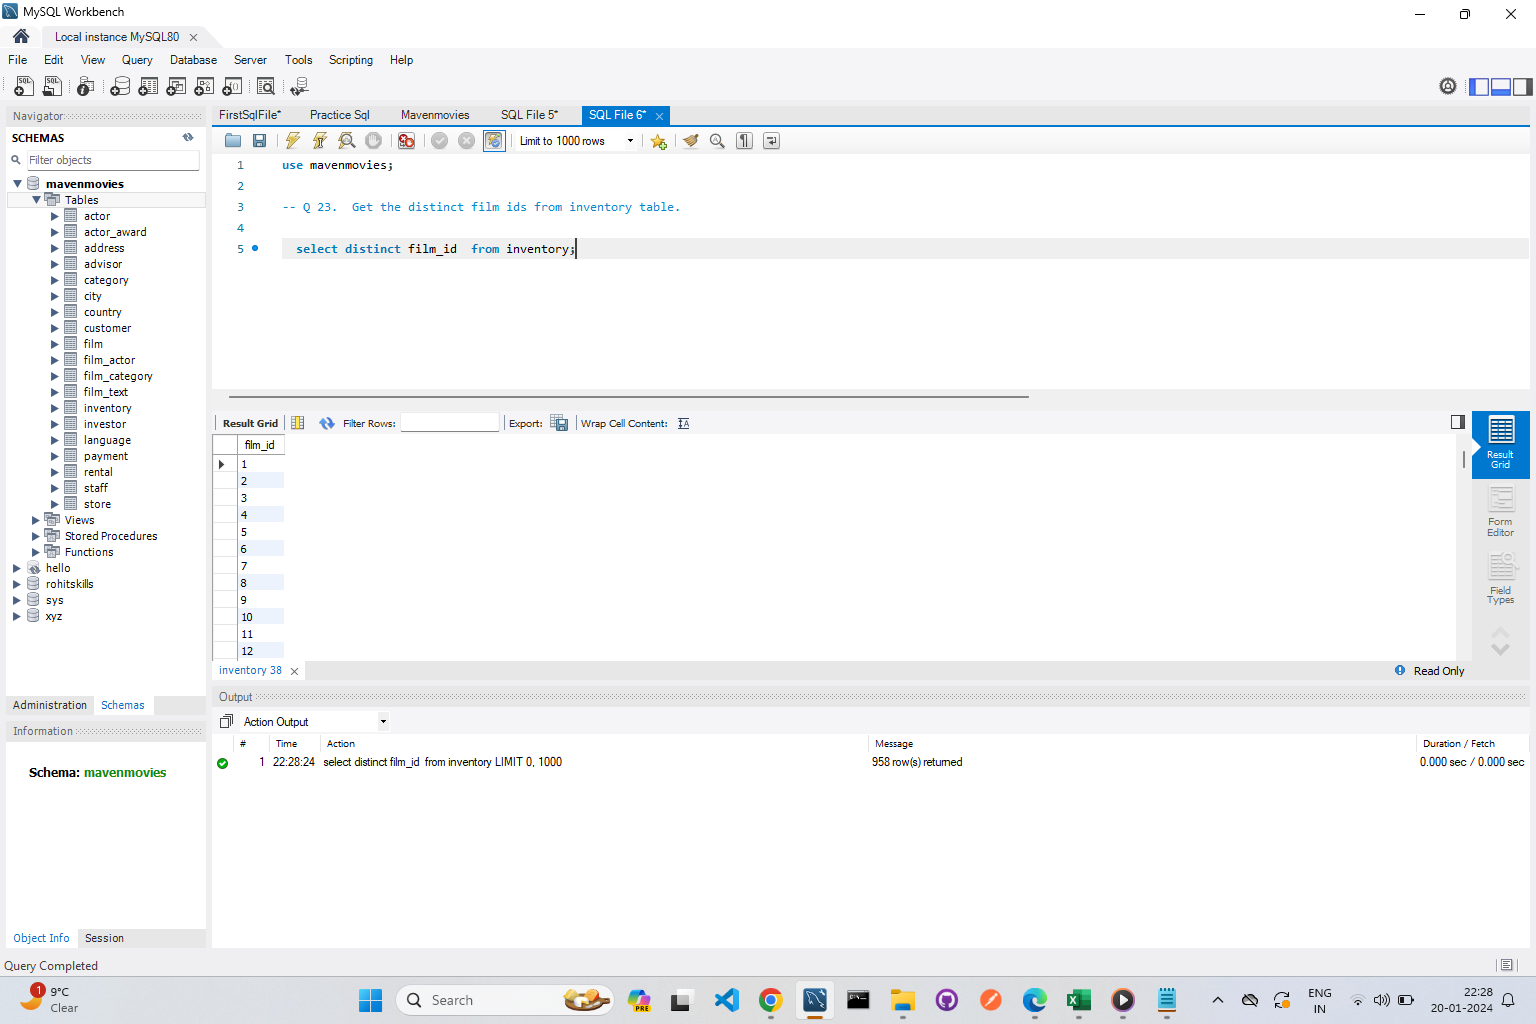 MySQL Workbench
Local instance MySQL80
File Edit View Query Database Server Tools Scripting Help
Navigator
SCHEMAS
Filter objects
mavenmovies
Tables
actor
actor_award
address
advisor
category
city
country
customer
film
film_actor
film_category
film_text
inventory
investor
language
payment
rental
staff
store
Views
Stored Procedures
Functions
hello
rohitskills
sys
xyz
Administration Schemas
Information
Schema: mavenmovies
Object Info Session
FirstSqlFile* Practice Sql Mavenmovies SQL File 5* SQL File 6*
Limit to 1000 rows
1 use mavenmovies;
2
3 -- Q 23. Get the distinct film ids from inventory table.
4
5 select distinct film_id from inventory;
Result Grid Filter Rows: Export: Wrap Cell Content:
film_id
1
2
3
4
5
6
7
8
9
10
11
12
Result Grid
Form Editor
Field Types
inventory 38 Read Only
Output
Action Output
# Time Action Message Duration / Fetch
1 22:28:24 select distinct film_id from inventory LIMIT 0, 1000 958 row(s) returned 0.000 sec / 0.000 sec
Query Completed
1 9°C
Clear
Search
PRE
ENG
IN
22:28
20-01-2024